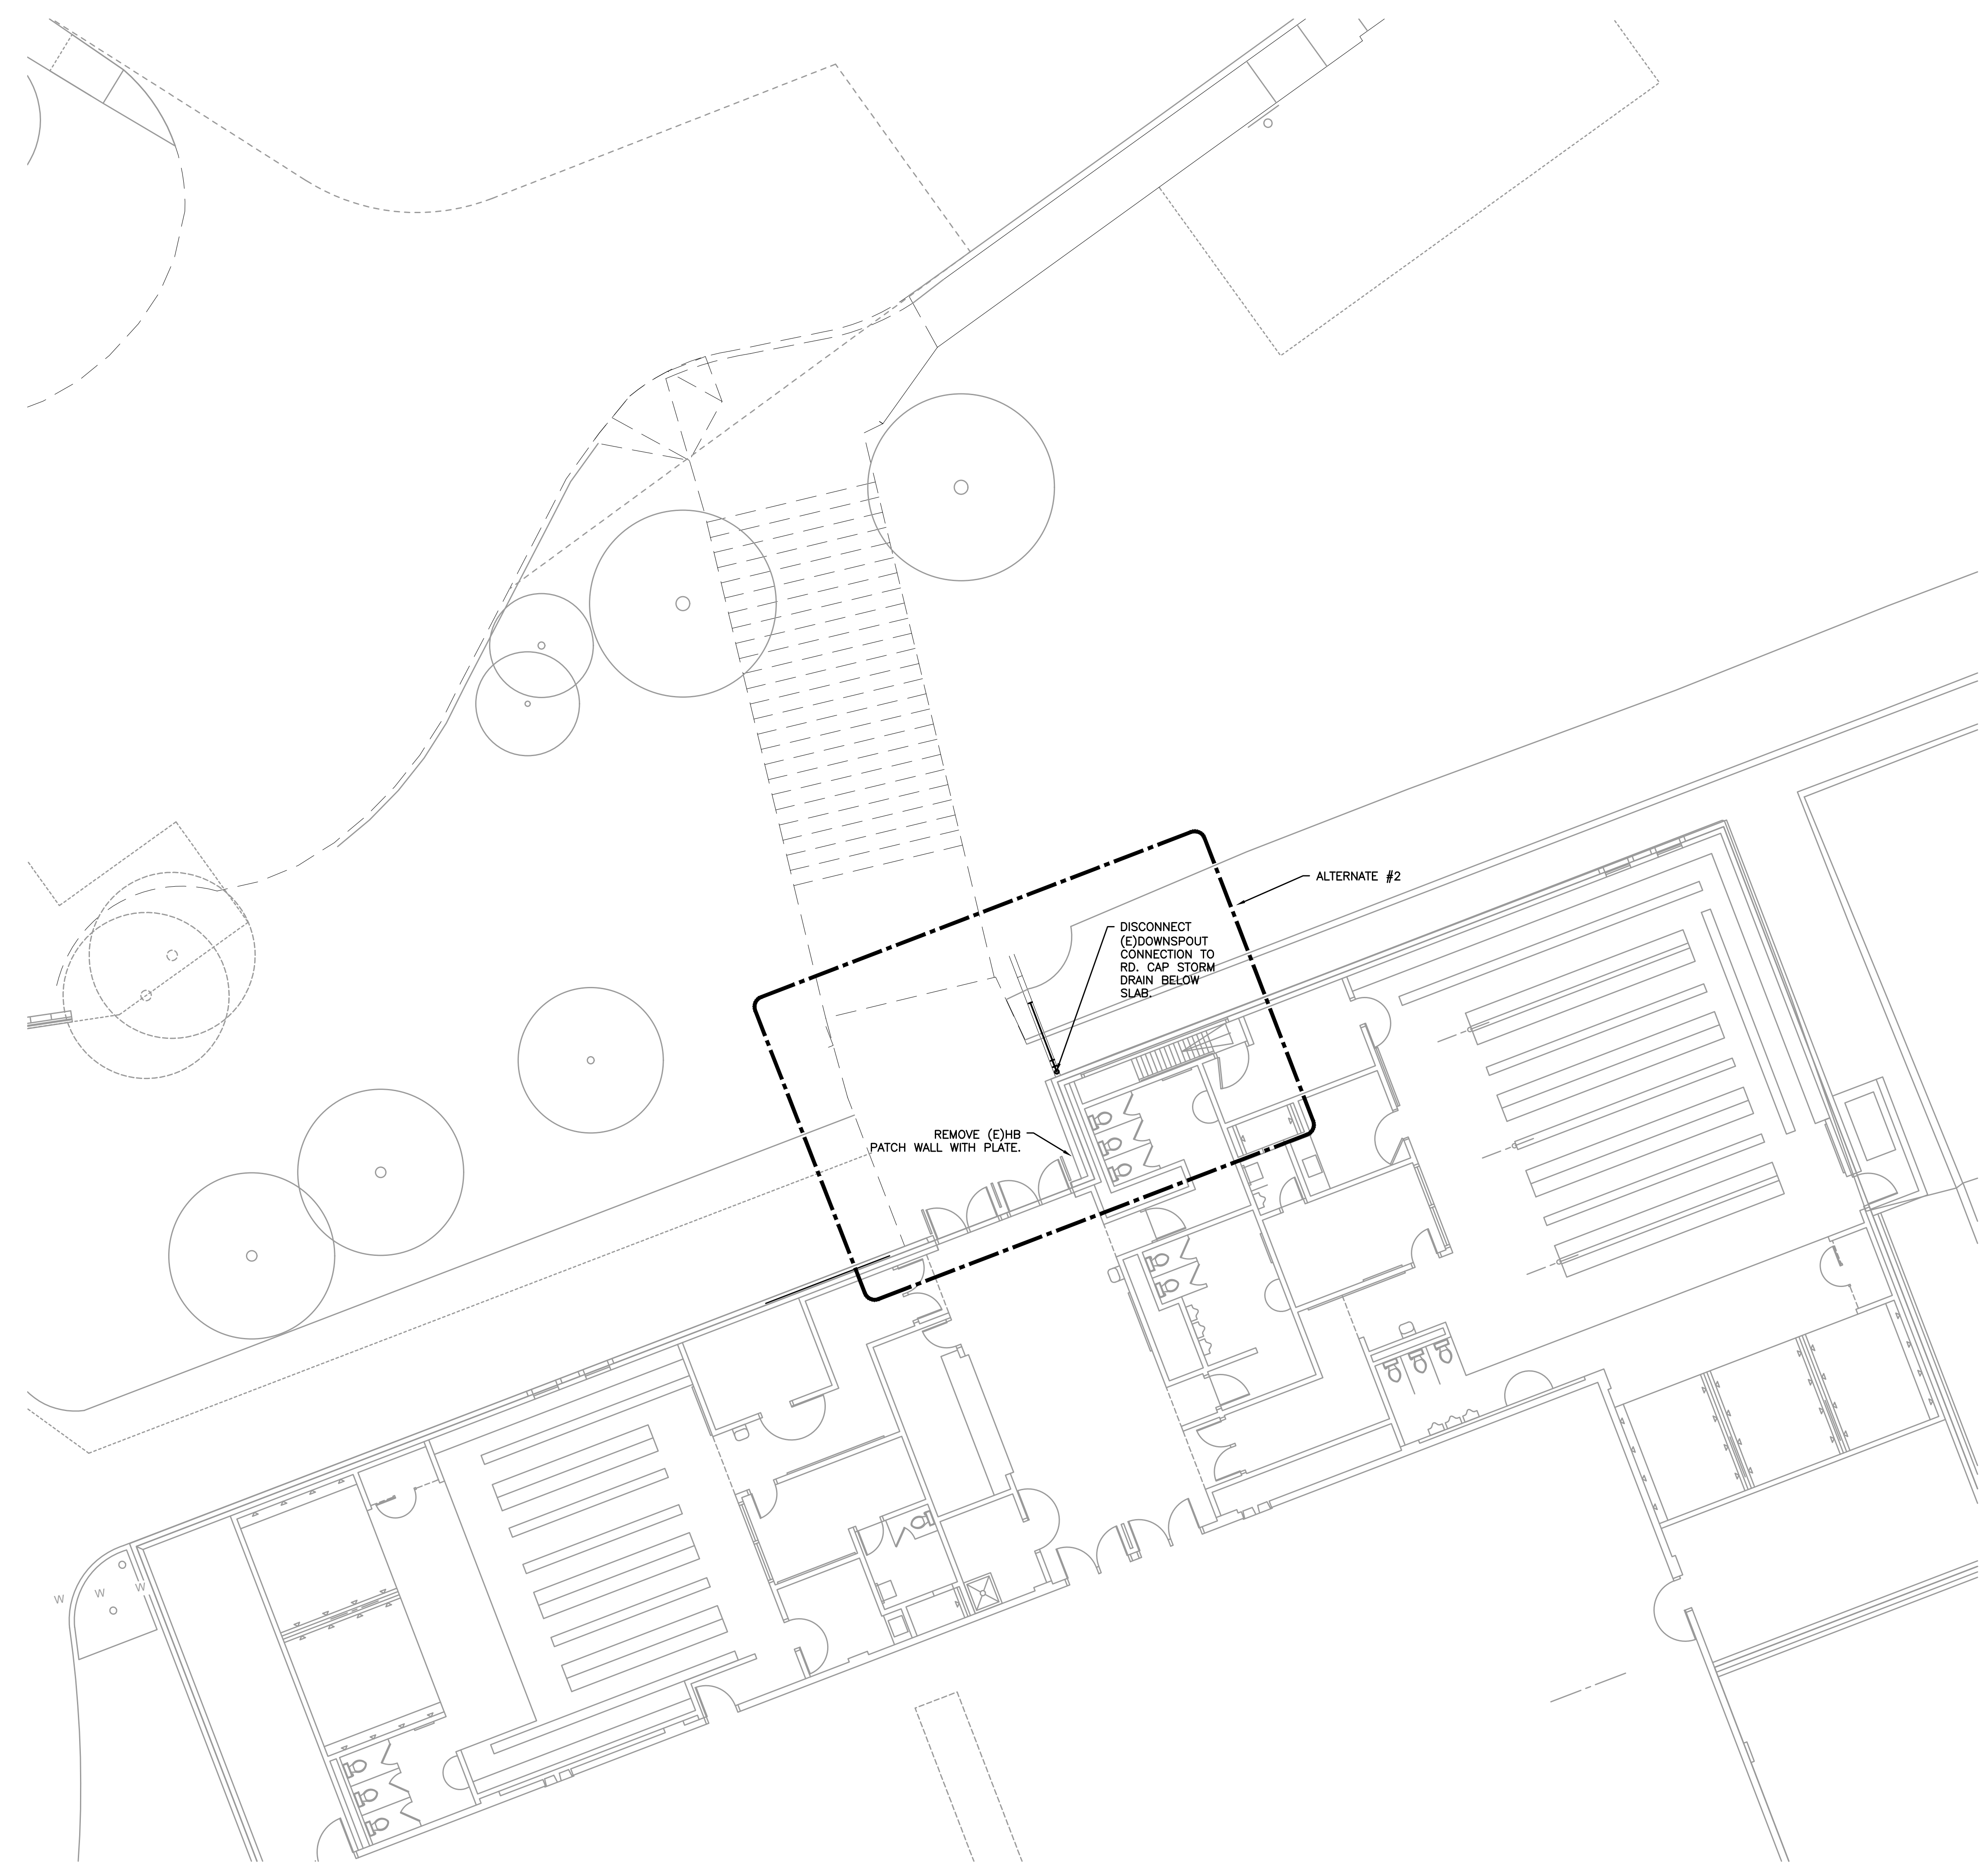 ALTERNATE #2
DISCONNECT
(E)DOWNSPOUT
CONNECTION TO
RD. CAP STORM
DRAIN BELOW
SLAB.
REMOVE (E)HB
PATCH WALL WITH PLATE.
W W W